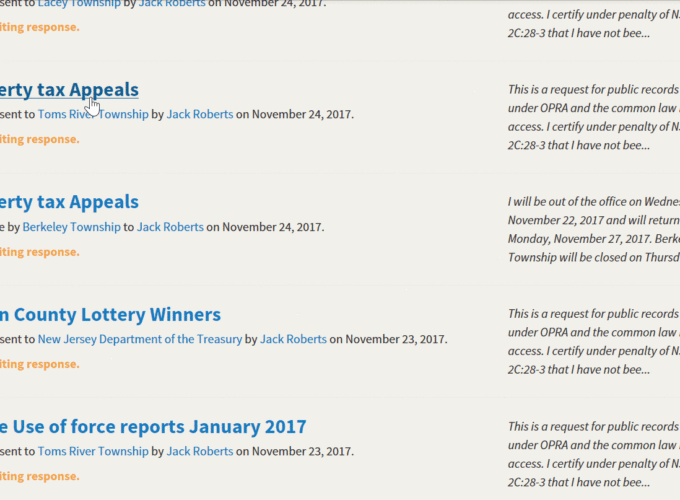 sent to Lacey Township by Jack Roberts on November 24, 2017.
iting response.
access. I certify under penalty of N
2C:28-3 that I have not bee...
erty tax Appeals
sent to Toms River Township by Jack Roberts on November 24, 2017.
iting response.
This is a request for public records
under OPRA and the common law
access. I certify under penalty of N
2C:28-3 that I have not bee...
erty tax Appeals
e by Berkeley Township to Jack Roberts on November 24, 2017.
iting response.
I will be out of the office on Wednes
November 22, 2017 and will return
Monday, November 27, 2017. Berke
Township will be closed on Thursd
n County Lottery Winners
sent to New Jersey Department of the Treasury by Jack Roberts on November 23, 2017.
iting response.
This is a request for public records
under OPRA and the common law
access. I certify under penalty of N
2C:28-3 that I have not bee...
e Use of force reports January 2017
sent to Toms River Township by Jack Roberts on November 23, 2017.
iting response.
This is a request for public records
under OPRA and the common law
access. I certify under penalty of N
2C:28-3 that I have not bee...